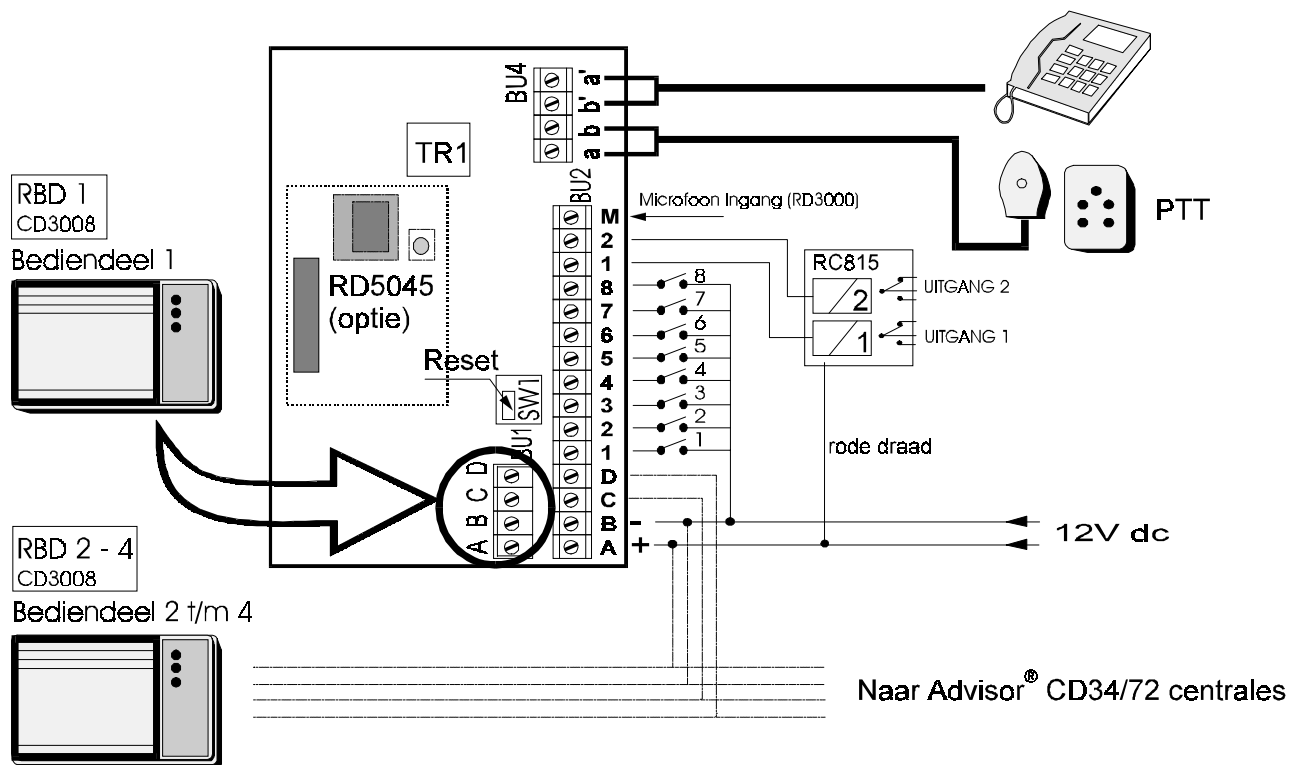 BU4
a'
b'
b
a
TR1
BU2
RBD 1
CD3008
Bediendeel 1
RD5045
(optie)
Reset
SW1
BU1
A B C D
M
2
1
8
7
6
5
4
3
2
1
D
C
B -
A +
Microfoon Ingang (RD3000)
PTT
RC815
2
1
UITGANG 2
UITGANG 1
8
7
6
5
4
3
2
1
rode draad
12V dc
RBD 2 - 4
CD3008
Bediendeel 2 t/m 4
Naar Advisor® CD34/72 centrales